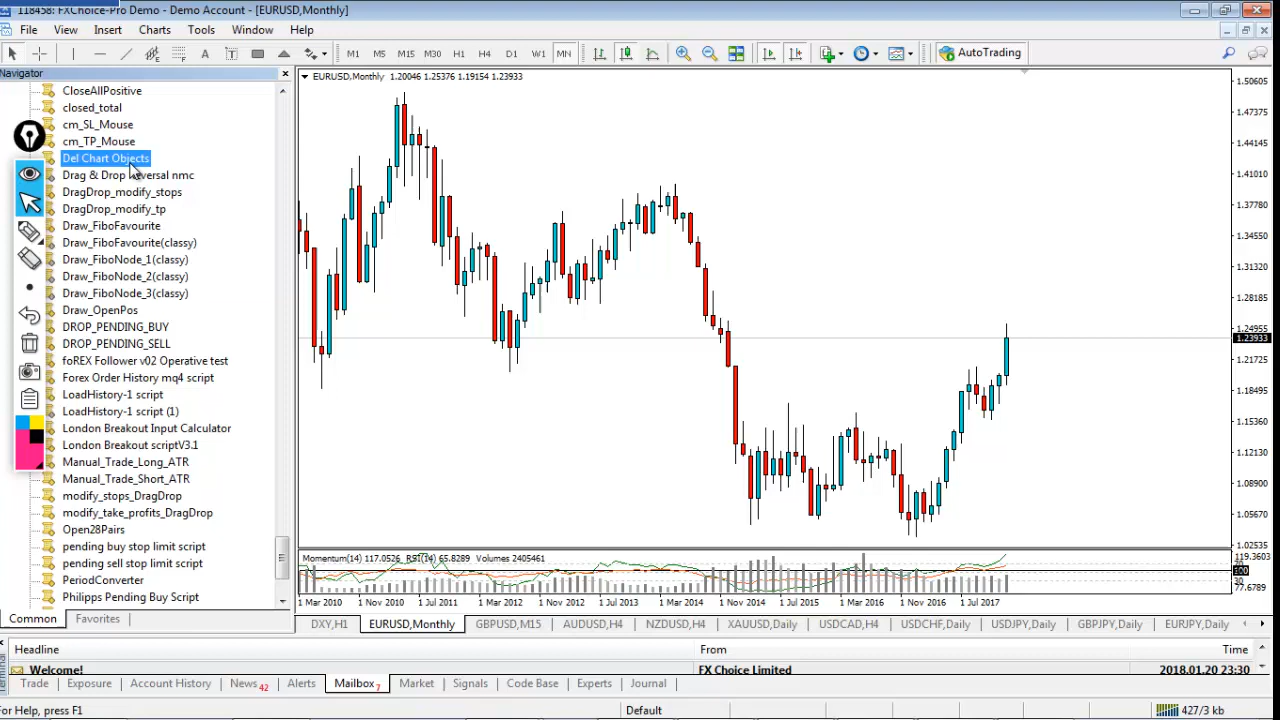 118458: FXChoice-Pro Demo - Demo Account - [EURUSD,Monthly]
File View Insert Charts Tools Window Help
M1 M5 M15 M30 H1 H4 D1 W1 MN AutoTrading
Navigator
CloseAllPositive
closed_total
cm_SL_Mouse
cm_TP_Mouse
Del Chart Objects
Drag & Drop reversal nmc
DragDrop_modify_stops
DragDrop_modify_tp
Draw_FiboFavourite
Draw_FiboFavourite(classy)
Draw_FiboNode_1(classy)
Draw_FiboNode_2(classy)
Draw_FiboNode_3(classy)
Draw_OpenPos
DROP_PENDING_BUY
DROP_PENDING_SELL
foREX Follower v02 Operative test
Forex Order History mq4 script
LoadHistory-1 script
LoadHistory-1 script (1)
London Breakout Input Calculator
London Breakout scriptV3.1
Manual_Trade_Long_ATR
Manual_Trade_Short_ATR
modify_stops_DragDrop
modify_take_profits_DragDrop
Open28Pairs
pending buy stop limit script
pending sell stop limit script
PeriodConverter
Philipps Pending Buy Script
Common Favorites
EURUSD,Monthly 1.20046 1.25376 1.19154 1.23933
1.50605
1.47375
1.44145
1.41010
1.37780
1.34550
1.31320
1.28185
1.24955
1.23933
1.21725
1.18495
1.15360
1.12130
1.08900
1.05670
1.02535
Momentum(14) 117.0526 RSI(14) 65.8289 Volumes 2405461
119.3603
100
30
77.6789
1 Mar 2010 1 Nov 2010 1 Jul 2011 1 Mar 2012 1 Nov 2012 1 Jul 2013 1 Mar 2014 1 Nov 2014 1 Jul 2015 1 Mar 2016 1 Nov 2016 1 Jul 2017
DXY,H1 EURUSD,Monthly GBPUSD,M15 AUDUSD,H4 NZDUSD,H4 XAUUSD,Daily USDCAD,H4 USDCHF,Daily USDJPY,Daily GBPJPY,Daily EURJPY,Daily
Headline From Time
Welcome! FX Choice Limited 2018.01.20 23:30
Terminal
Trade Exposure Account History News 42 Alerts Mailbox 7 Market Signals Code Base Experts Journal
For Help, press F1 Default 427/3 kb